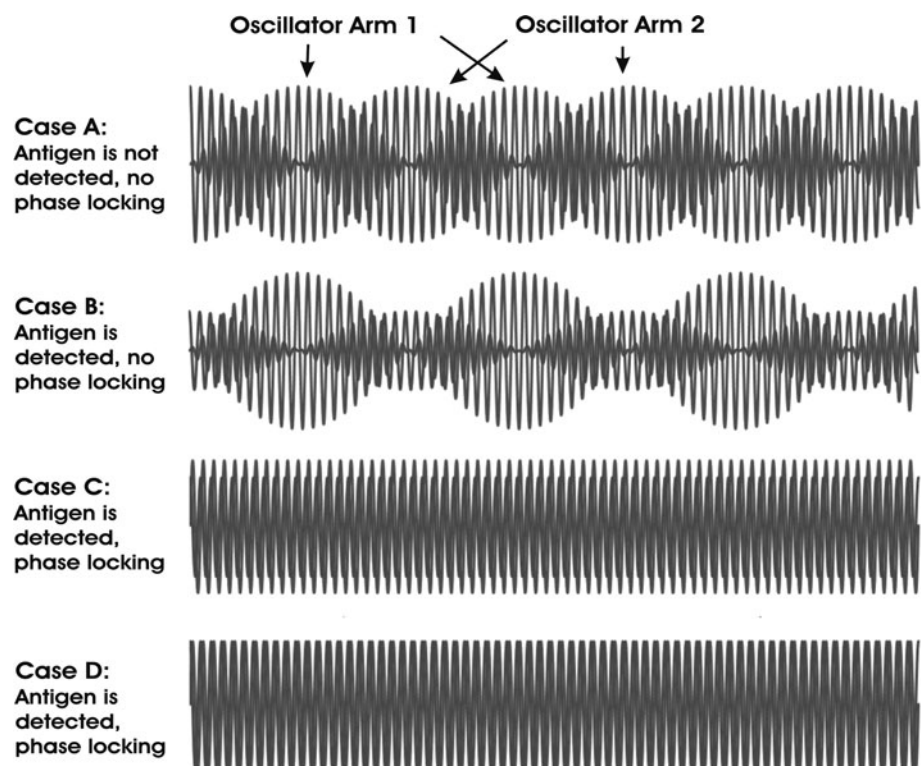 Oscillator Arm 1 Oscillator Arm 2
Case A:
Antigen is not
detected, no
phase locking
Case B:
Antigen is
detected, no
phase locking
Case C:
Antigen is
detected,
phase locking
Case D:
Antigen is
detected,
phase locking